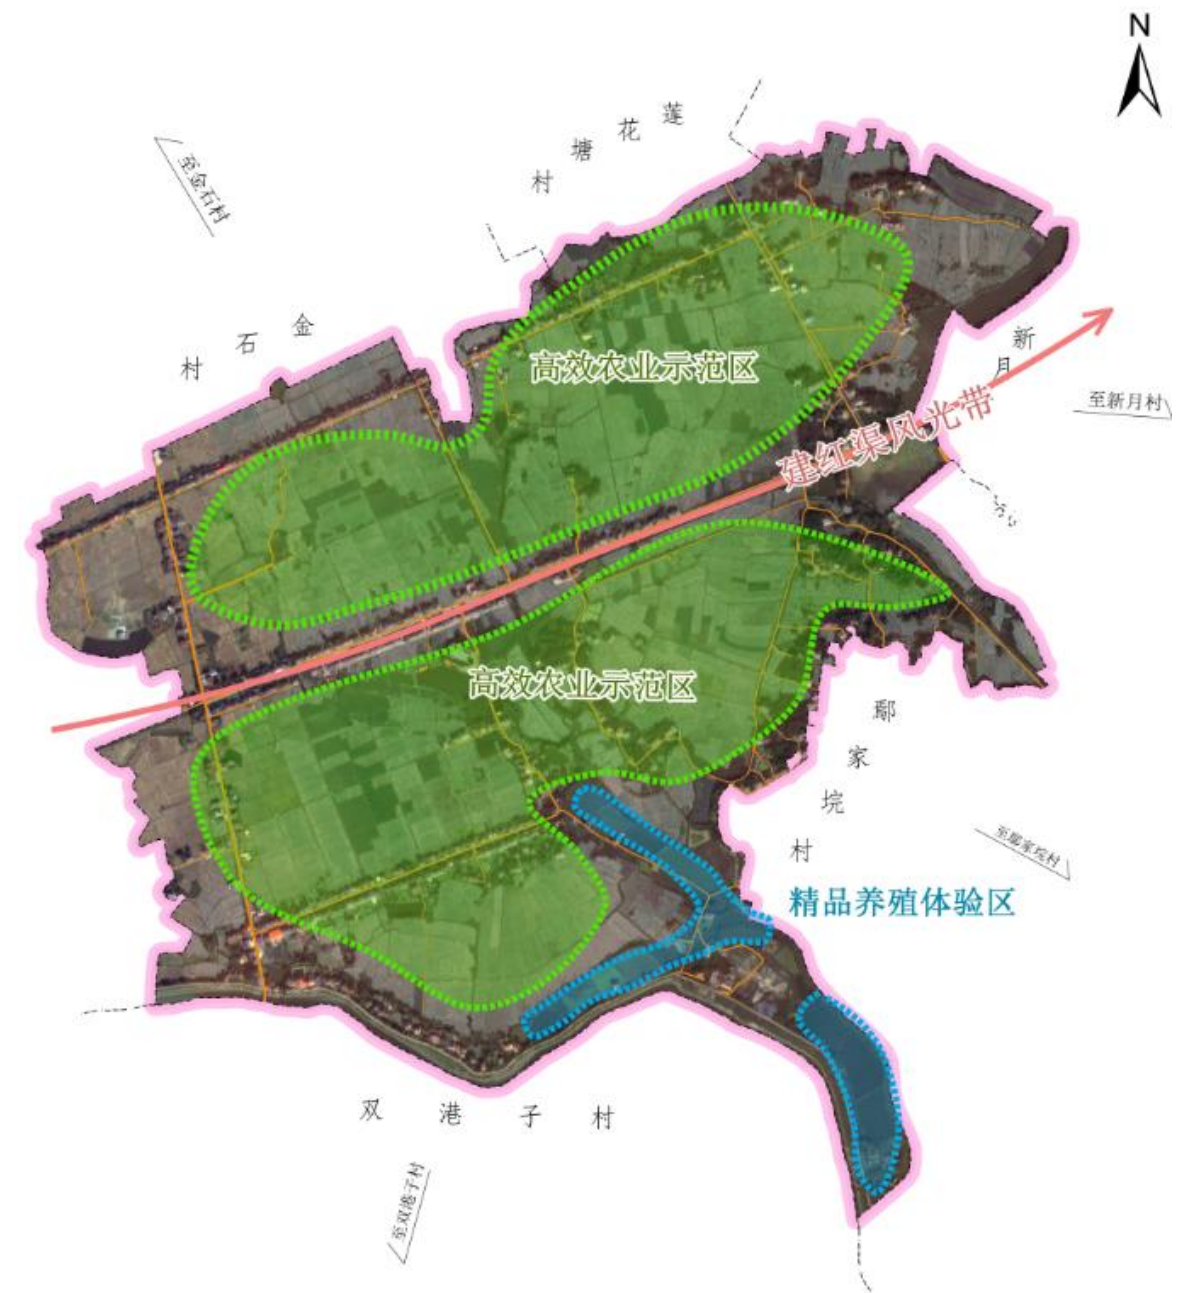 N
莲花塘村
至金石村
金石村
新月
高效农业示范区
建红渠风光带
至新月村
高效农业示范区
鄢家垸村
至鄢家垸村
精品养殖体验区
双港子村
至双港子村